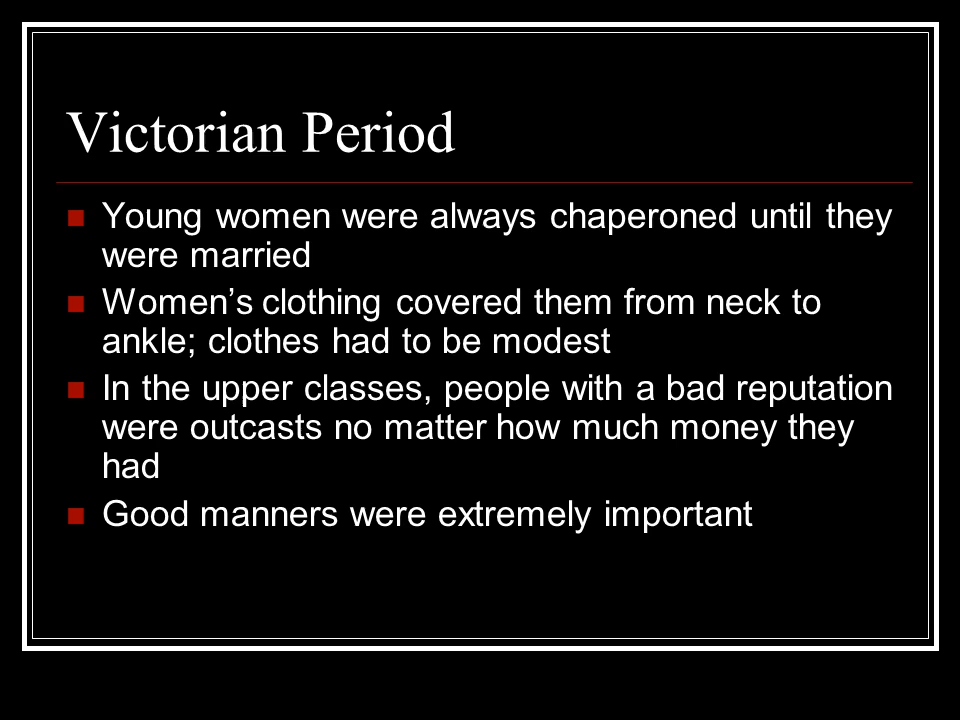 Victorian Period
Young women were always chaperoned until they
were married
Women’s clothing covered them from neck to
ankle; clothes had to be modest
In the upper classes, people with a bad reputation
were outcasts no matter how much money they
had
Good manners were extremely important